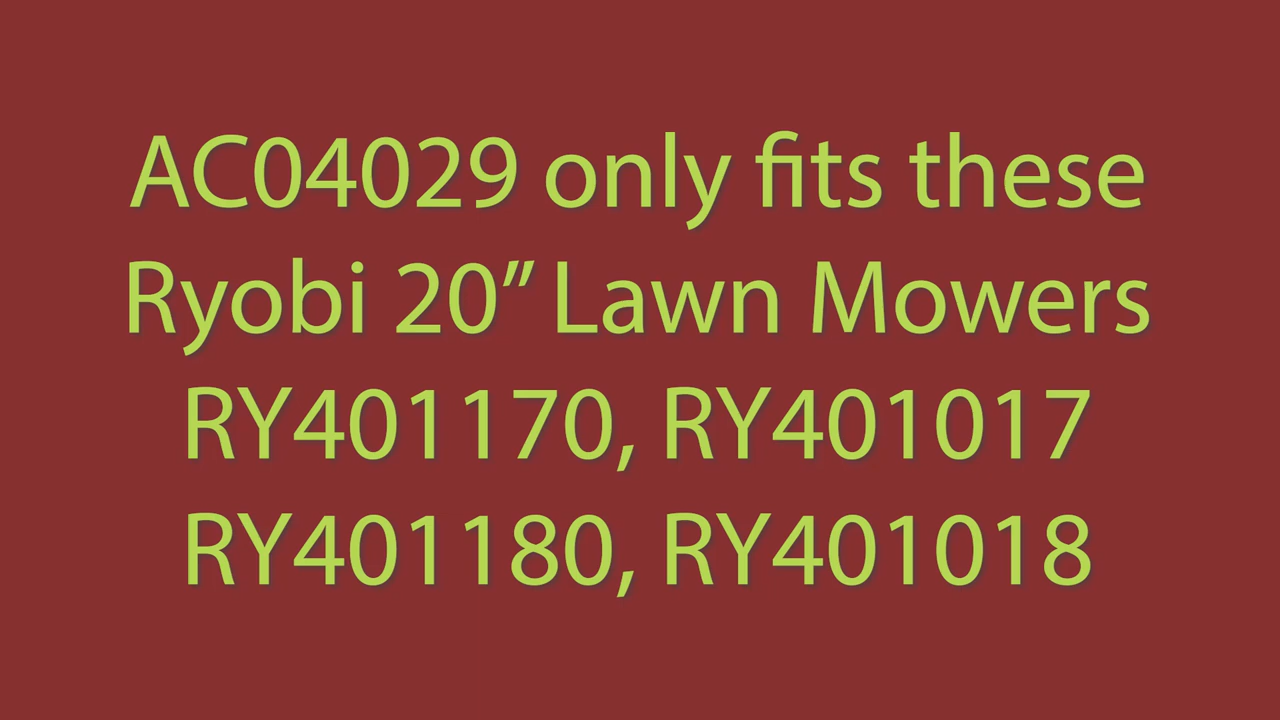 AC04029 only fits these
Ryobi 20” Lawn Mowers
RY401170, RY401017
RY401180, RY401018